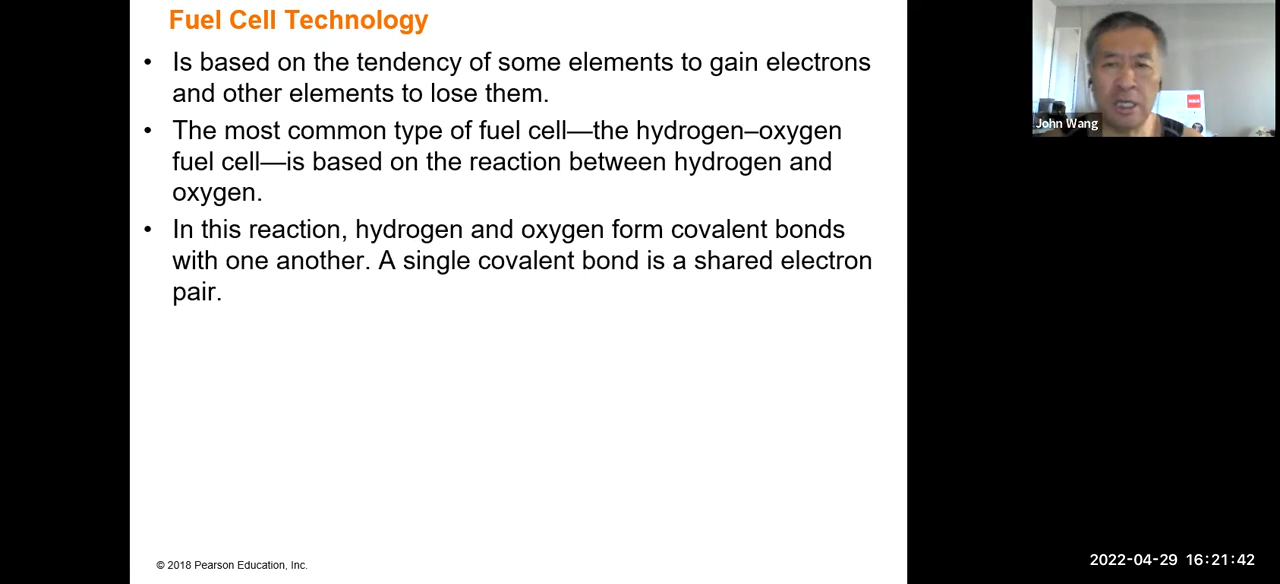 Fuel Cell Technology
• Is based on the tendency of some elements to gain electrons
and other elements to lose them.
• The most common type of fuel cell—the hydrogen–oxygen
fuel cell—is based on the reaction between hydrogen and
oxygen.
• In this reaction, hydrogen and oxygen form covalent bonds
with one another. A single covalent bond is a shared electron
pair.
© 2018 Pearson Education, Inc.
John Wang
2022-04-29 16:21:42